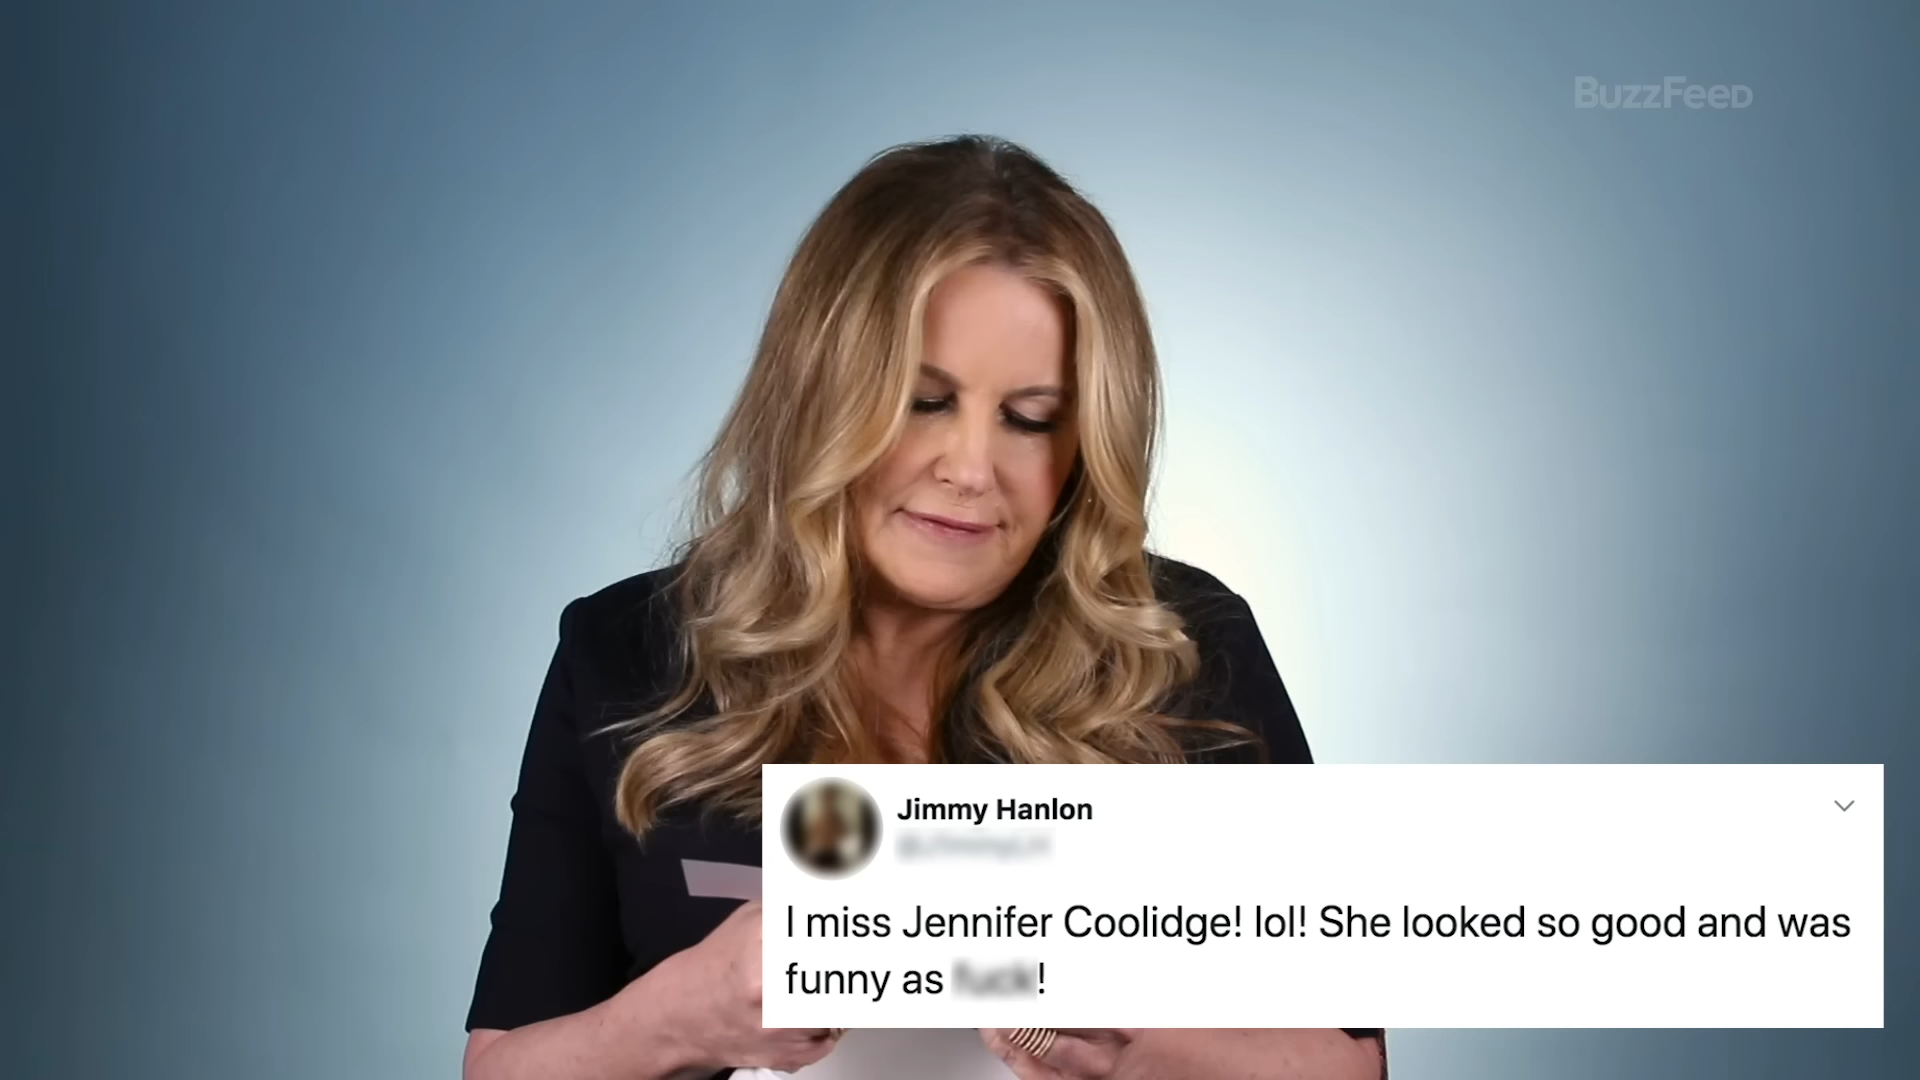 BuzzFeed
Jimmy Hanlon
I miss Jennifer Coolidge! lol! She looked so good and was
funny as !